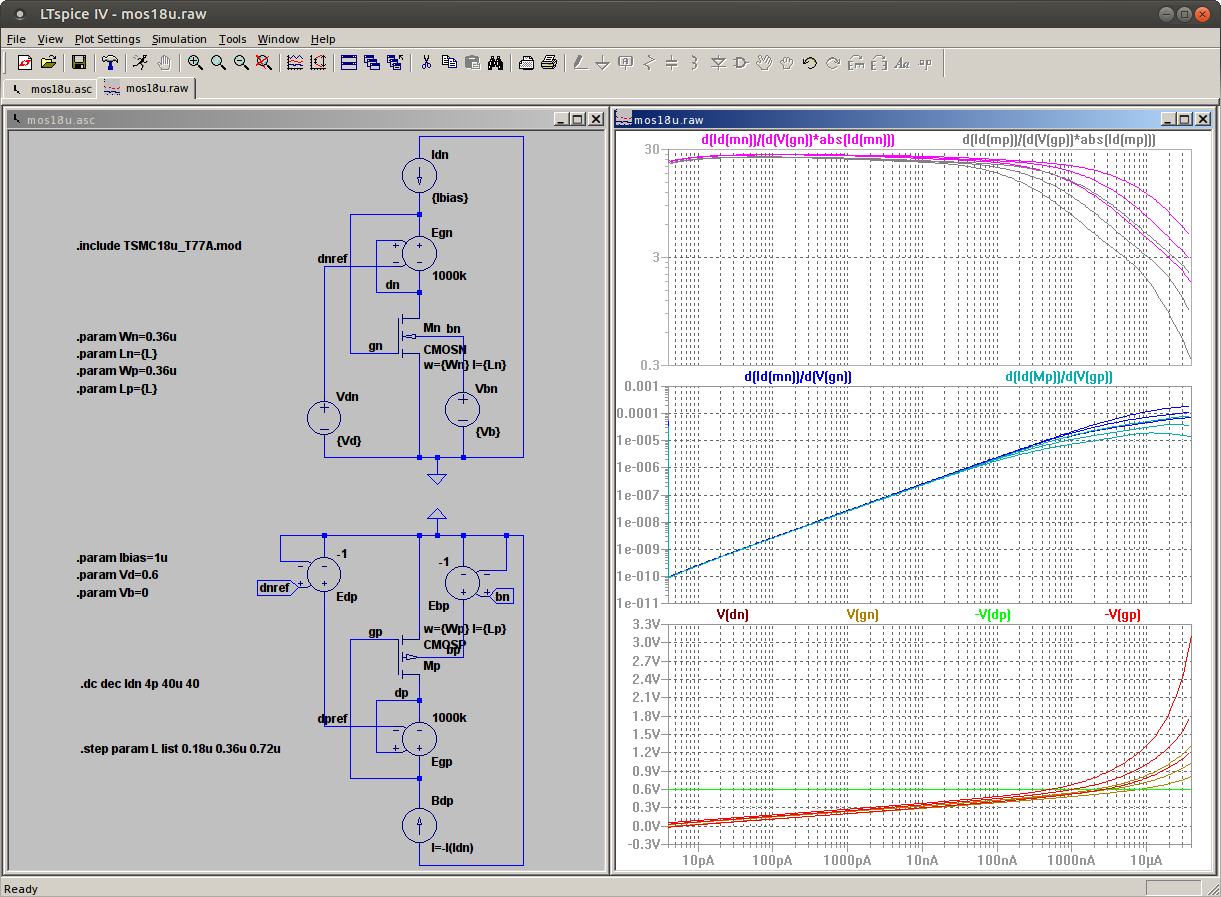 LTspice IV - mos18u.raw
File View Plot Settings Simulation Tools Window Help
mos18u.asc
mos18u.raw
mos18u.asc
Idn
{Ibias}
.include TSMC18u_T77A.mod
Egn
dnref
1000k
dn
.param Wn=0.36u
.param Ln={L}
.param Wp=0.36u
.param Lp={L}
Mn bn
gn
CMOSN
w={Wn} l={Ln}
Vdn
{Vd}
Vbn
{Vb}
.param Ibias=1u
.param Vd=0.6
.param Vb=0
-1
dnref
Edp
-1
Ebp
bn
w={Wp} l={Lp}
gp
CMOSP
bp
Mp
.dc dec Idn 4p 40u 40
dp
dpref
1000k
.step param L list 0.18u 0.36u 0.72u
Egp
Bdp
I=-I(Idn)
mos18u.raw
d(Id(mn))/(d(V(gn))*abs(Id(mn))) d(Id(mp))/(d(V(gp))*abs(Id(mp)))
30
3
0.3
d(Id(mn))/d(V(gn)) d(Id(Mp))/d(V(gp))
0.001
0.0001
1e-005
1e-006
1e-007
1e-008
1e-009
1e-010
1e-011
V(dn) V(gn) -V(dp) -V(gp)
3.3V
3.0V
2.7V
2.4V
2.1V
1.8V
1.5V
1.2V
0.9V
0.6V
0.3V
0.0V
-0.3V
10pA 100pA 1000pA 10nA 100nA 1000nA 10µA
Ready